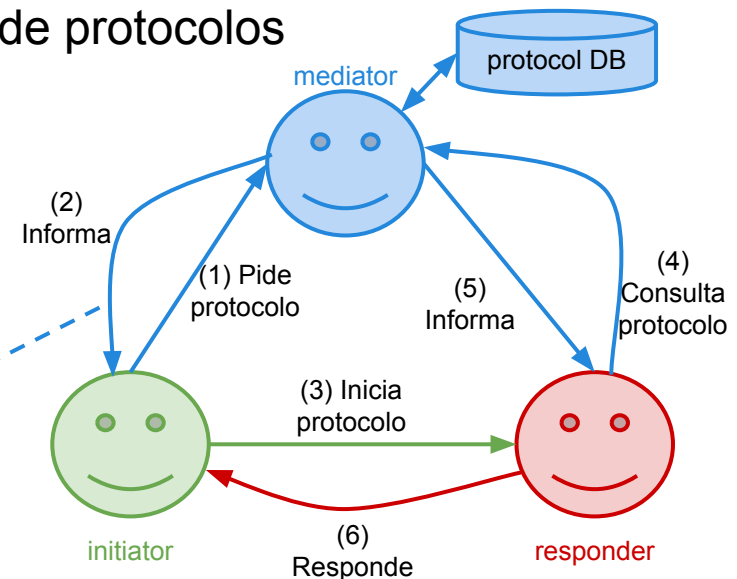 de protocolos
mediator
protocol DB
(2)
Informa
(1) Pide
protocolo
(5)
Informa
(4)
Consulta
protocolo
(3) Inicia
protocolo
initiator
(6)
Responde
responder